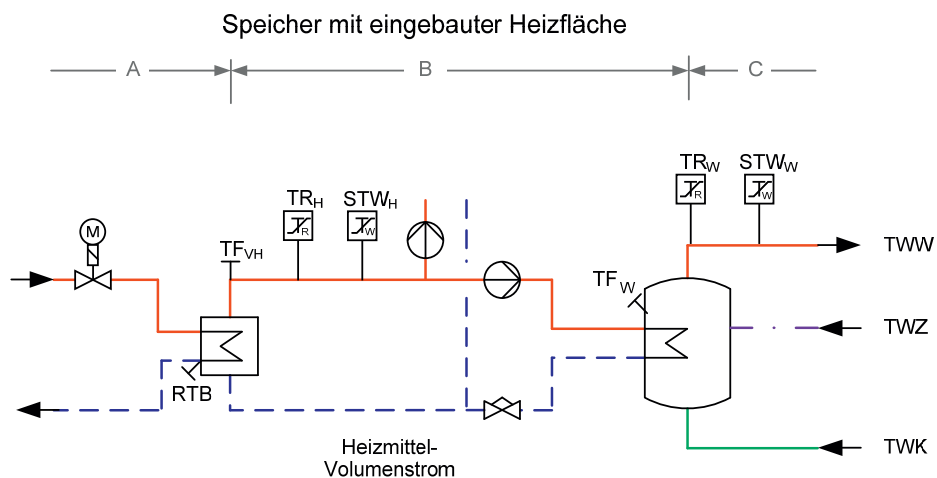 Speicher mit eingebauter Heizfläche
A
B
C
TRW
STWW
TRH
STWH
R
W
M
TFVH
R
W
TWW
TFW
TWZ
RTB
TWK
Heizmittel-
Volumenstrom